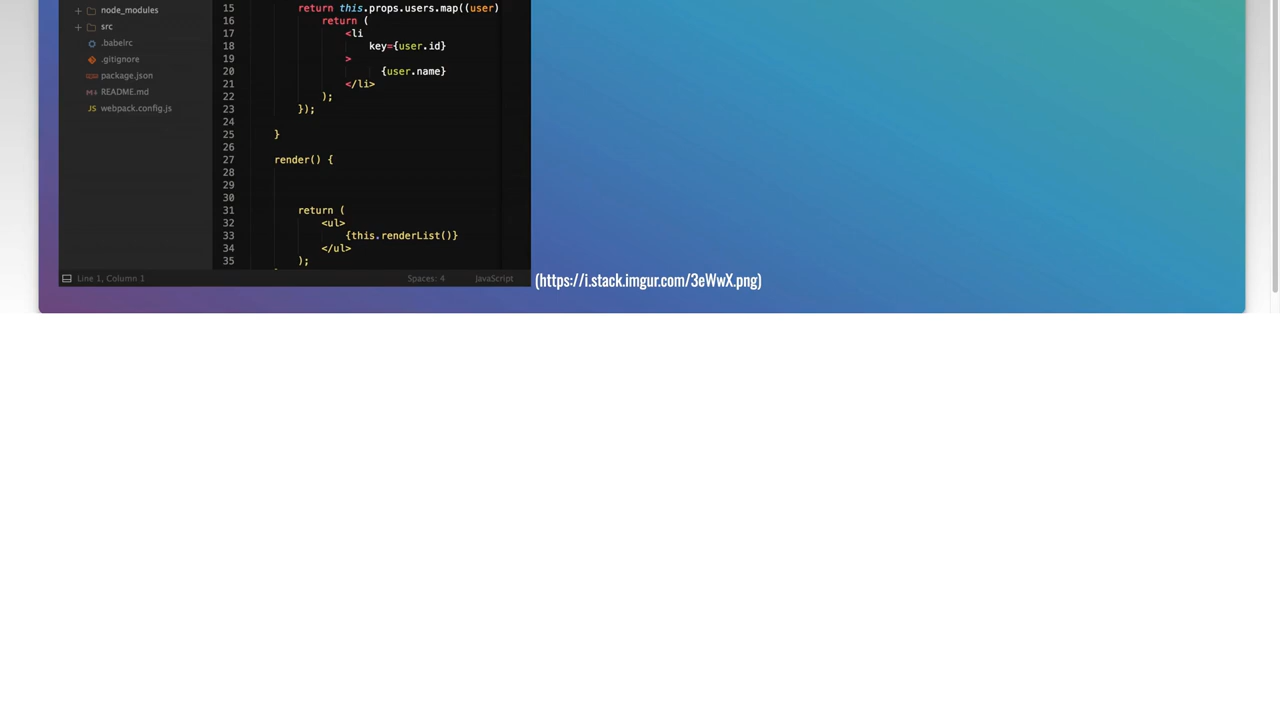 node_modules
src
.babelrc
.gitignore
package.json
README.md
JS webpack.config.js
15 return this.props.users.map((user)
16 return (
17 <li
18 key={user.id}
19 >
20 {user.name}
21 </li>
22 );
23 });
24
25 }
26
27 render() {
28
29
30
31 return (
32 <ul>
33 {this.renderList()}
34 </ul>
35 );
Line 1, Column 1 Spaces: 4 JavaScript
(https://i.stack.imgur.com/3eWwX.png)